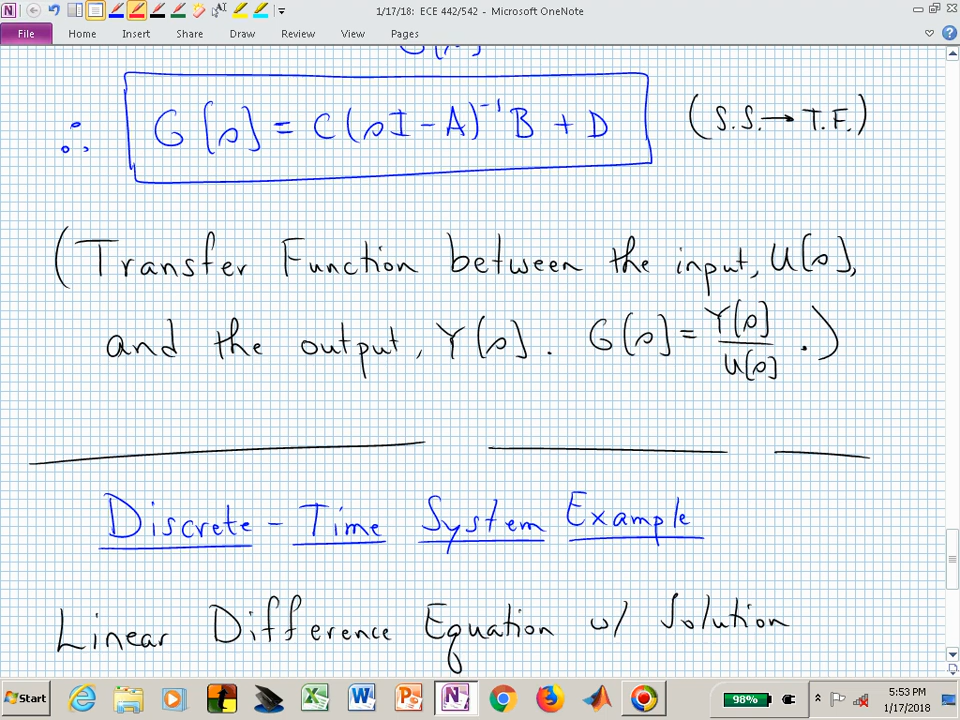 1/17/18: ECE 442/542 - Microsoft OneNote
File Home Insert Share Draw Review View Pages
∴ G(s) = C(sI-A)⁻¹B + D (S.S. → T.F.)
(Transfer Function between the input, U(s),
and the output, Y(s). G(s) = Y(s)/U(s).)
Discrete-Time System Example
Linear Difference Equation w/ Solution
Start 98% 5:53 PM
1/17/2018